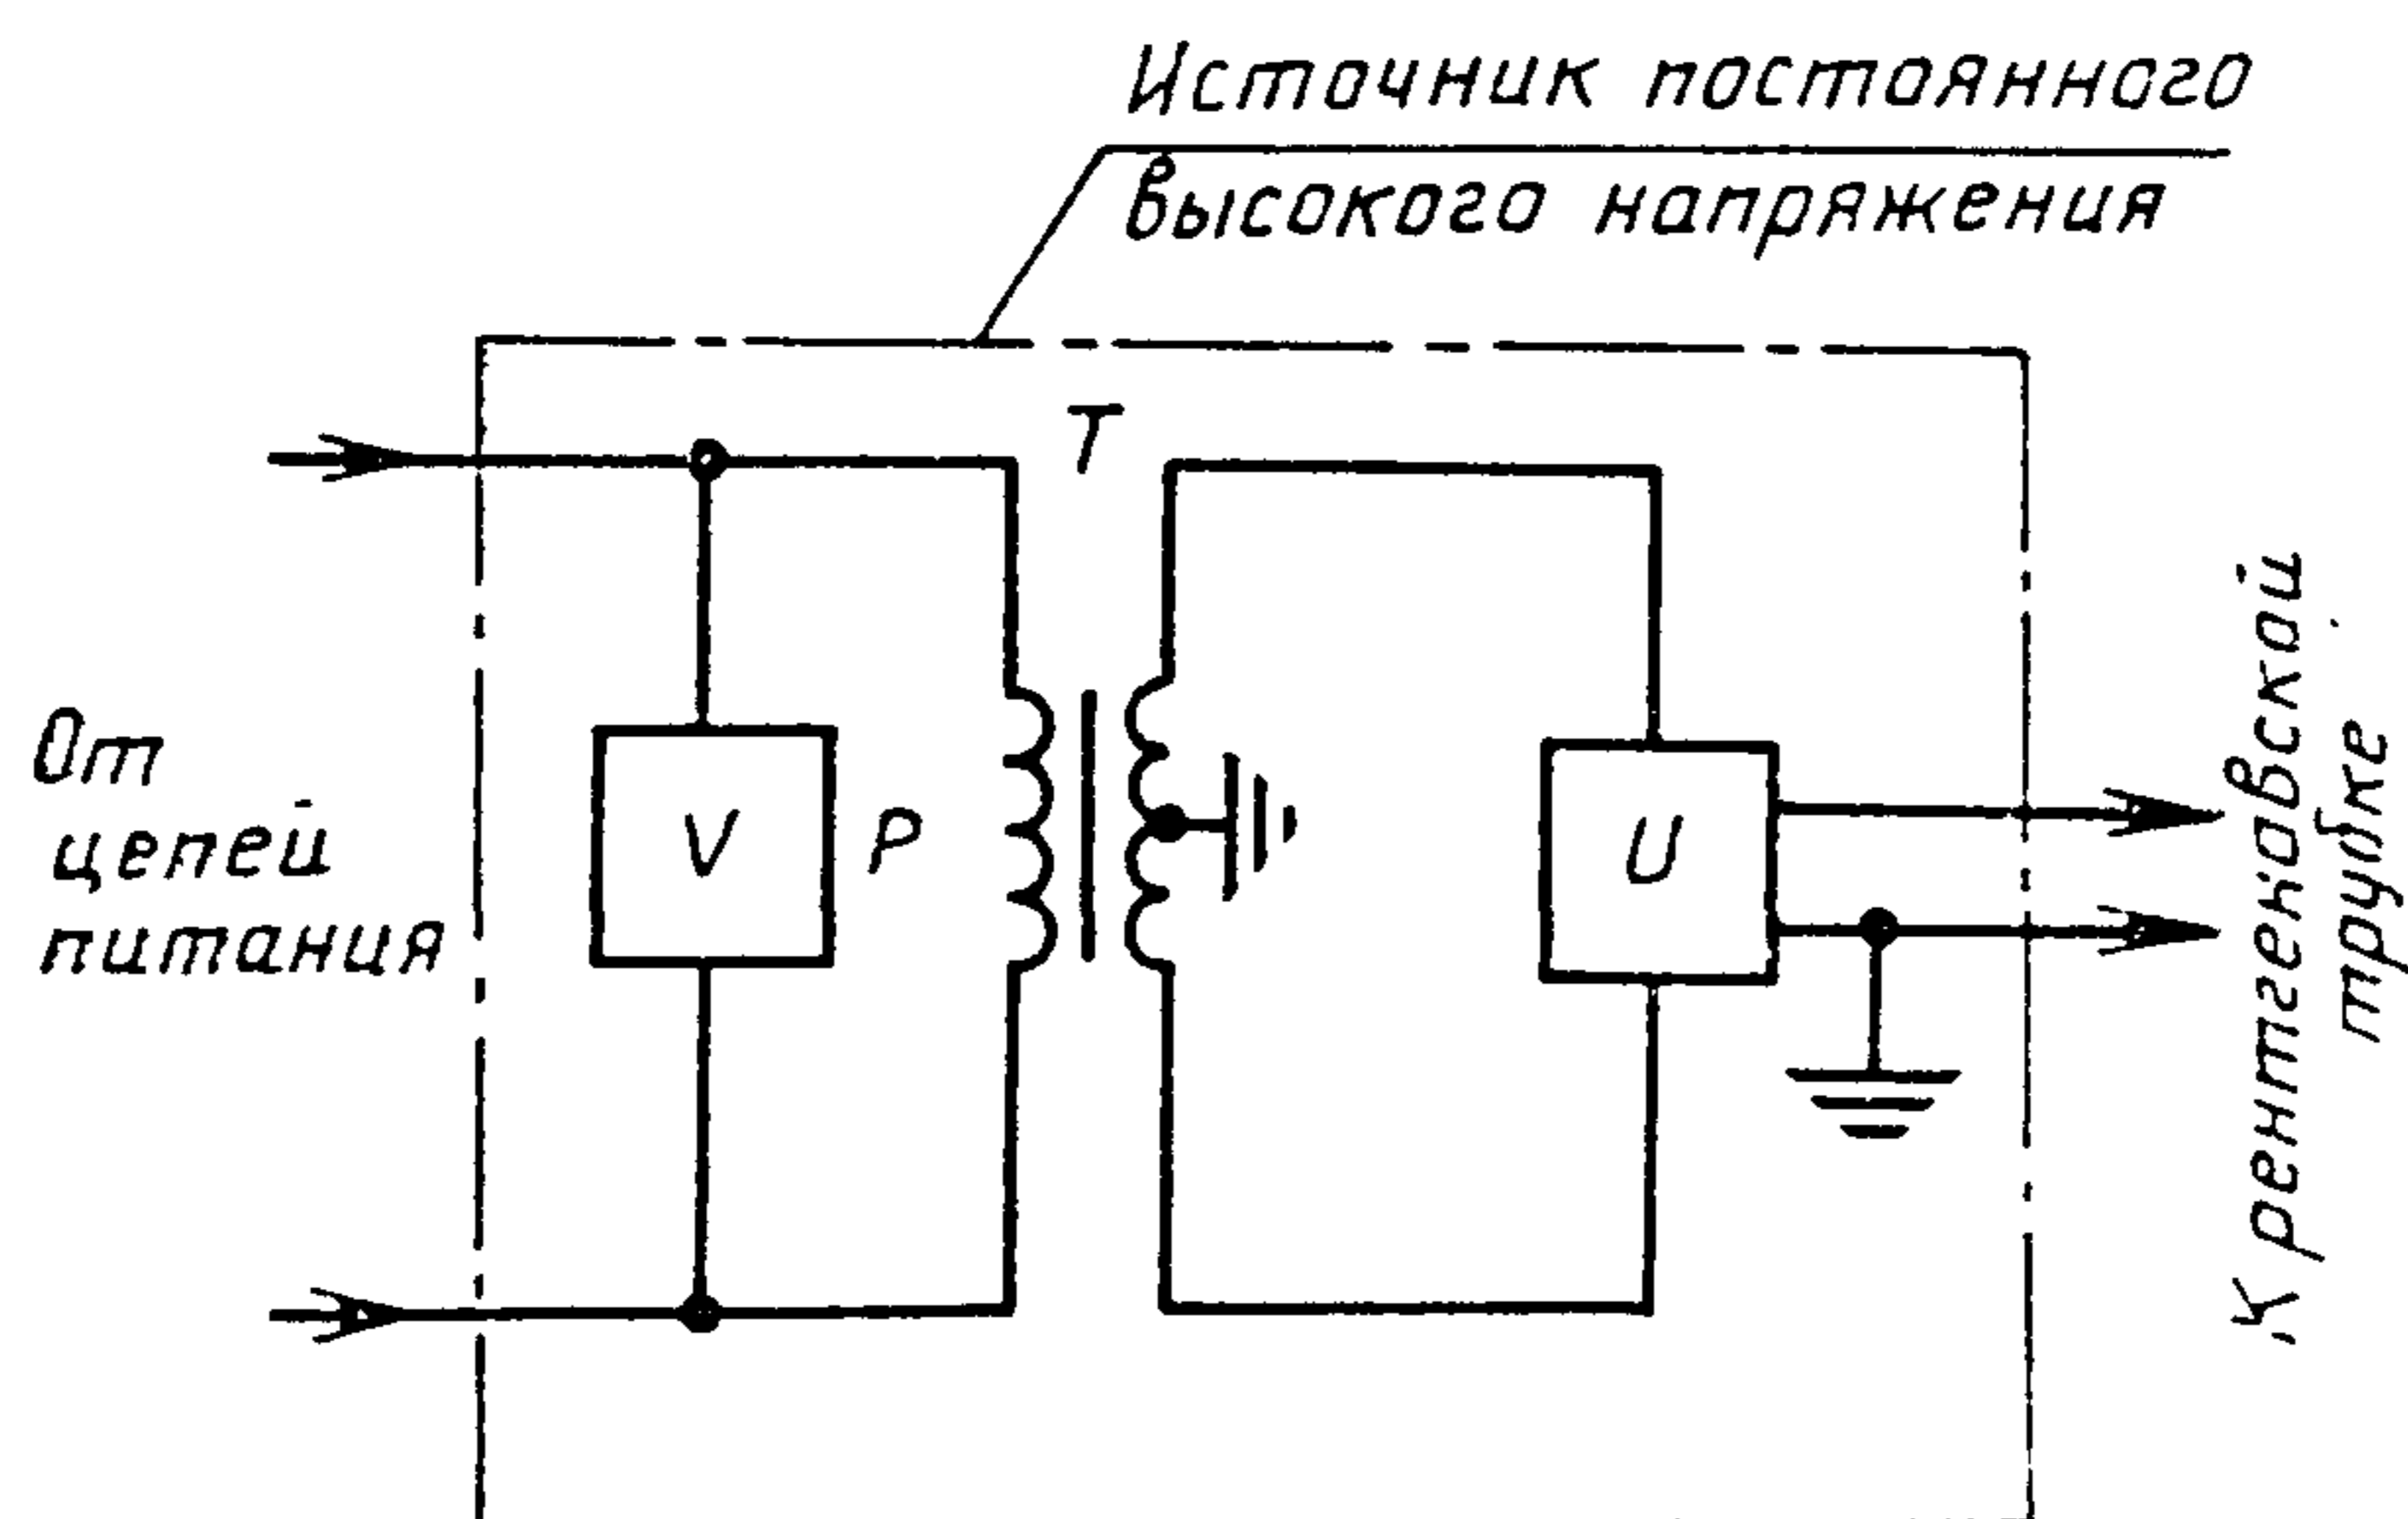 Источник постоянного
высокого напряжения
T
От
цепей
питания
V
P
U
К рентгеновской
трубке